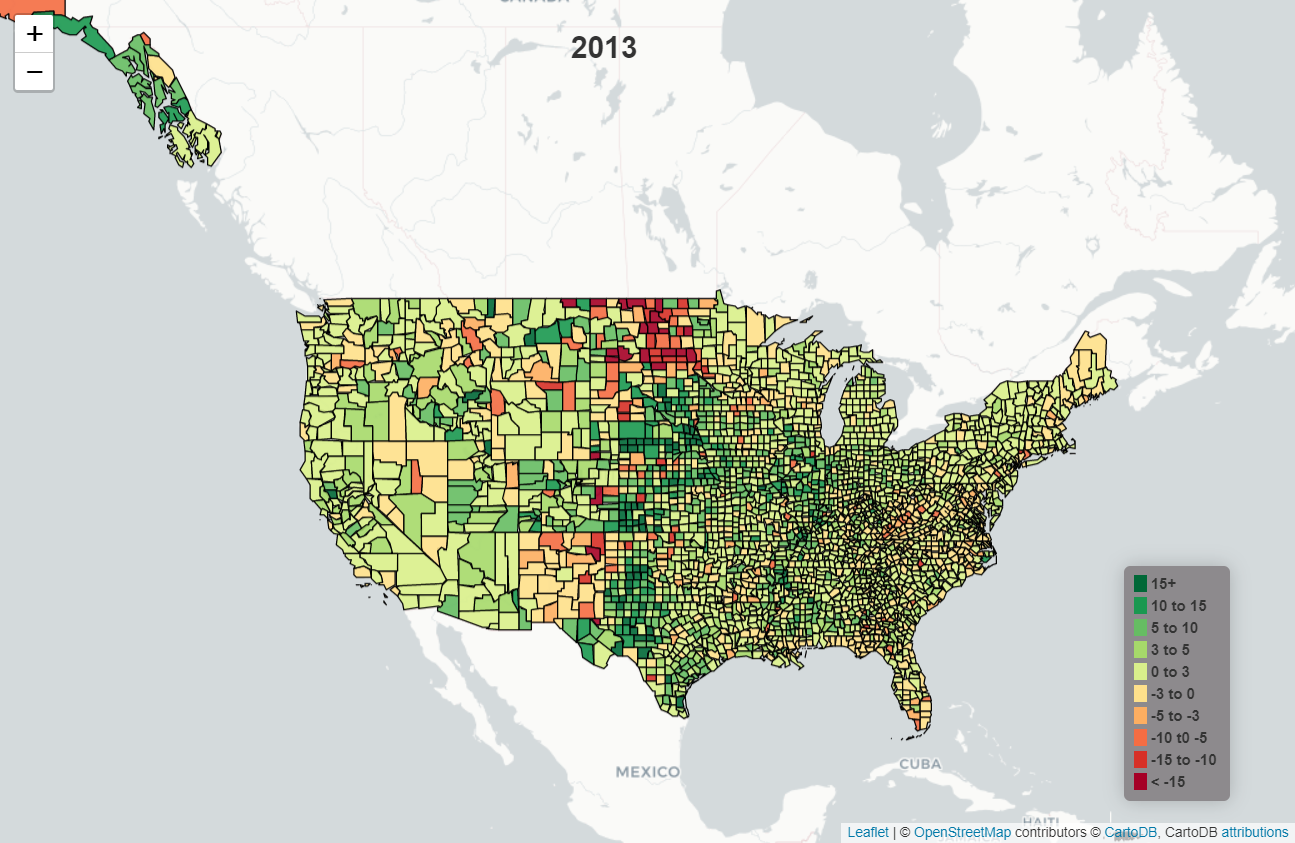 CANADA
+
2013
−
15+
10 to 15
5 to 10
3 to 5
0 to 3
-3 to 0
-5 to -3
-10 t0 -5
-15 to -10
< -15
MEXICO
CUBA
HAITI
Leaflet | © OpenStreetMap contributors © CartoDB, CartoDB attributions